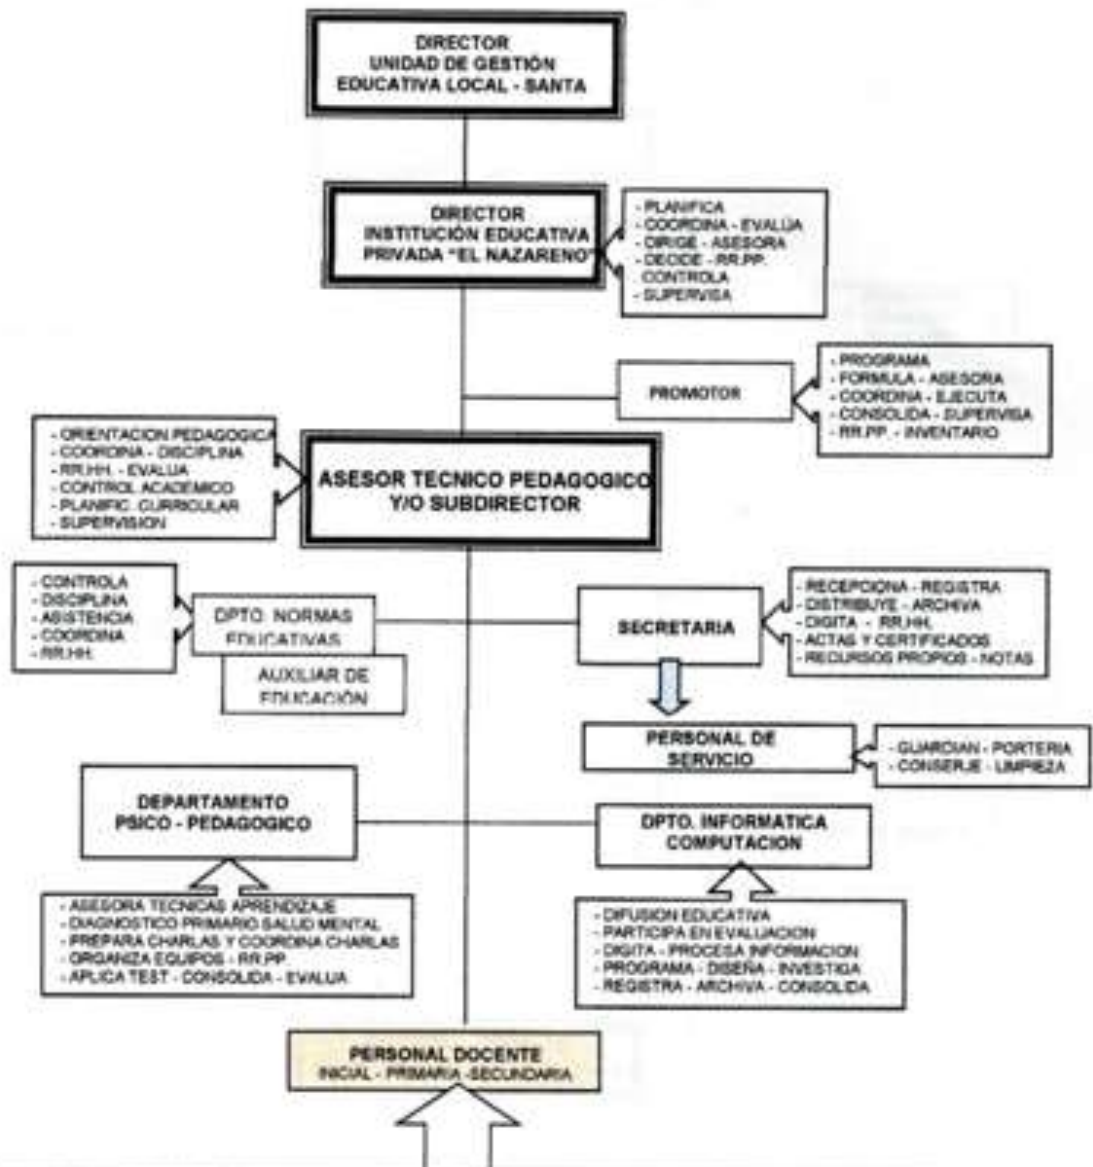 DIRECTOR
UNIDAD DE GESTIÓN
EDUCATIVA LOCAL - SANTA
DIRECTOR
INSTITUCIÓN EDUCATIVA
PRIVADA "EL NAZARENO"
- PLANIFICA
- COORDINA - EVALÚA
- DIRIGE - ASESORA
- DECIDE - RR.PP.
CONTROLA
- SUPERVISA
PROMOTOR
- PROGRAMA
- FORMULA - ASESORA
- COORDINA - EJECUTA
- CONSOLIDA - SUPERVISA
- RR.PP. - INVENTARIO
- ORIENTACION PEDAGOGICA
- COORDINA - DISCIPLINA
- RR.HH. - EVALUA
- CONTROL ACADEMICO
- PLANIFIC. CURRICULAR
- SUPERVISION
ASESOR TECNICO PEDAGOGICO
Y/O SUBDIRECTOR
- CONTROLA
- DISCIPLINA
- ASISTENCIA
- COORDINA
- RR.HH.
DPTO. NORMAS
EDUCATIVAS
AUXILIAR DE
EDUCACIÓN
SECRETARIA
- RECEPCIONA - REGISTRA
- DISTRIBUYE - ARCHIVA
- DIGITA - RR.HH.
- ACTAS Y CERTIFICADOS
- RECURSOS PROPIOS - NOTAS
PERSONAL DE
SERVICIO
- GUARDIAN - PORTERIA
- CONSERJE - LIMPIEZA
DEPARTAMENTO
PSICO - PEDAGOGICO
DPTO. INFORMATICA
COMPUTACION
- ASESORA TECNICAS APRENDIZAJE
- DIAGNOSTICO PRIMARIO SALUD MENTAL
- PREPARA CHARLAS Y COORDINA CHARLAS
- ORGANIZA EQUIPOS - RR.PP
- APLICA TEST - CONSOLIDA - EVALUA
- DIFUSION EDUCATIVA
- PARTICIPA EN EVALUACION
- DIGITA - PROCESA INFORMACION
- PROGRAMA - DISEÑA - INVESTIGA
- REGISTRA - ARCHIVA - CONSOLIDA
PERSONAL DOCENTE
INICIAL - PRIMARIA -SECUNDARIA